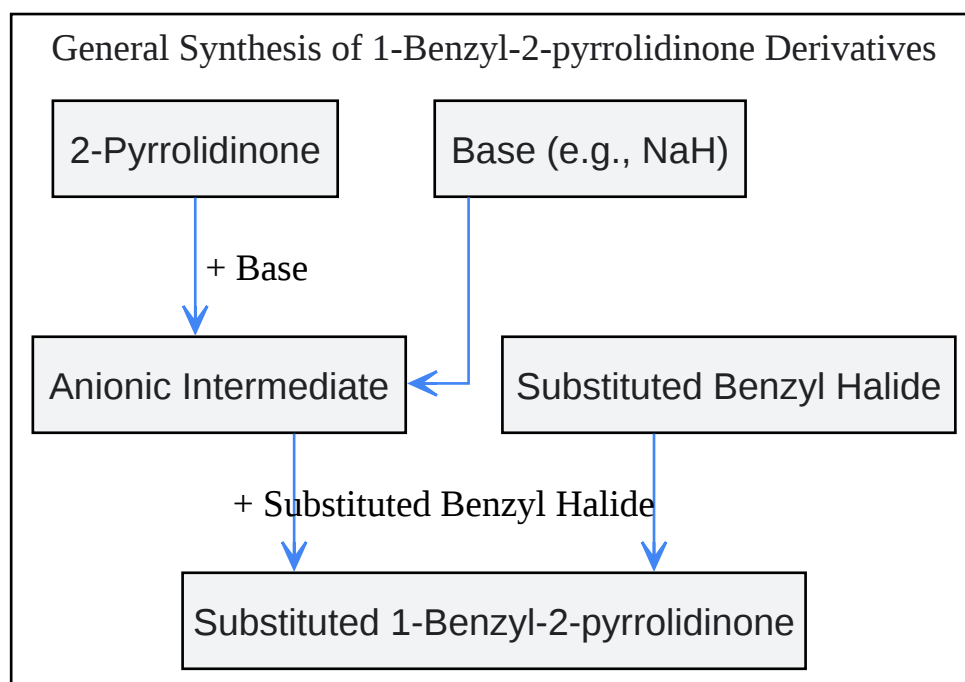 General Synthesis of 1-Benzyl-2-pyrrolidinone Derivatives
2-Pyrrolidinone
Base (e.g., NaH)
+ Base
Anionic Intermediate
Substituted Benzyl Halide
+ Substituted Benzyl Halide
Substituted 1-Benzyl-2-pyrrolidinone